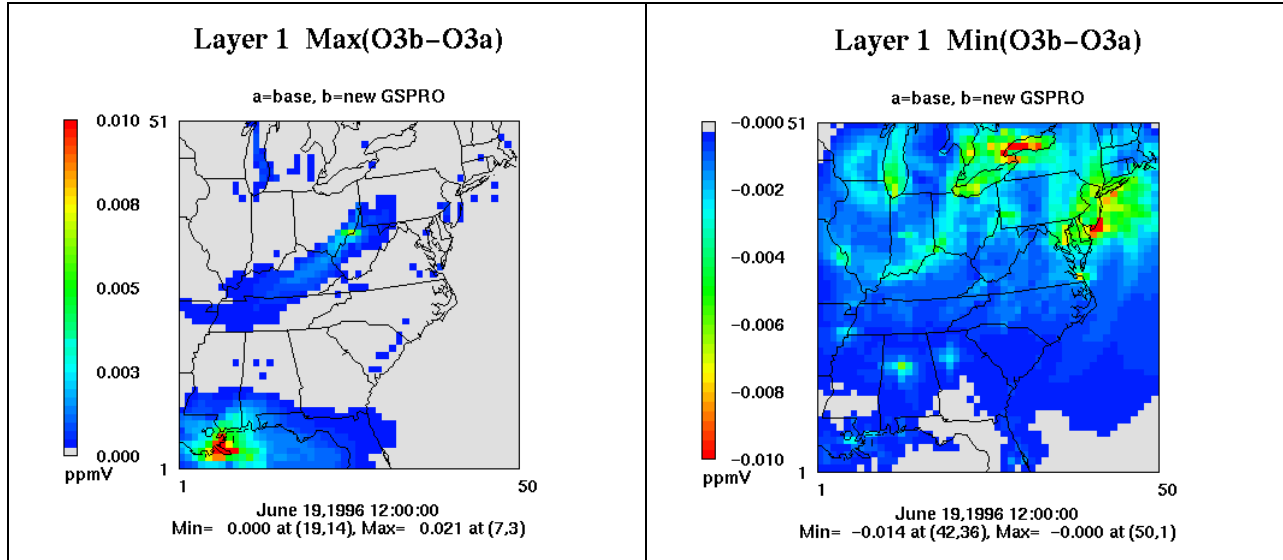 Layer 1 Max(O3b−O3a)
a=base, b=new GSPRO
0.010
0.008
0.005
0.003
0.000
ppmV
51
1
1
50
June 19,1996 12:00:00
Min= 0.000 at (19,14), Max= 0.021 at (7,3)
Layer 1 Min(O3b−O3a)
a=base, b=new GSPRO
−0.000
−0.002
−0.004
−0.006
−0.008
−0.010
ppmV
51
1
1
50
June 19,1996 12:00:00
Min= −0.014 at (42,36), Max= −0.000 at (50,1)